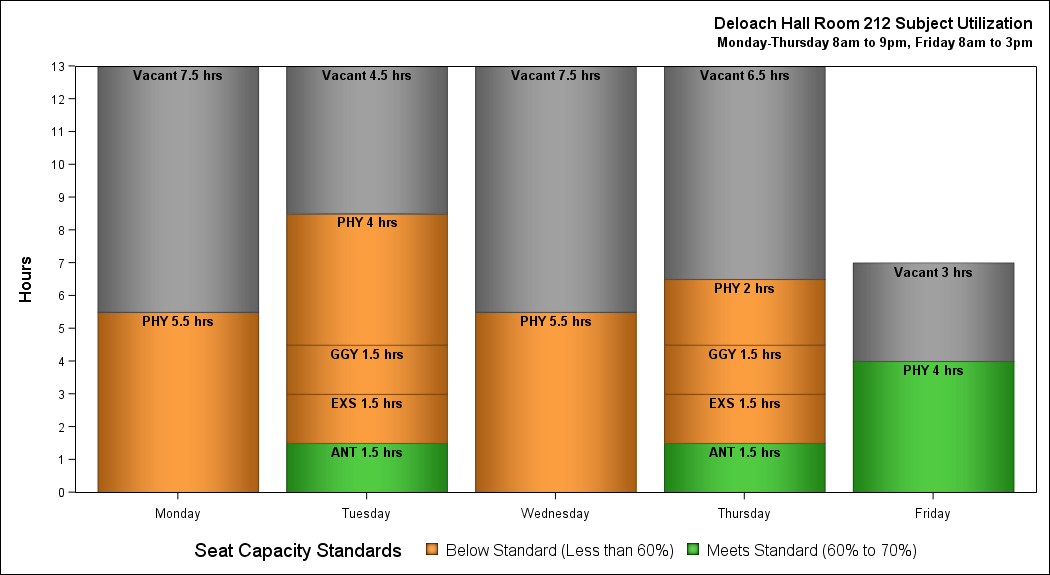 Deloach Hall Room 212 Subject Utilization
Monday-Thursday 8am to 9pm, Friday 8am to 3pm
Hours
13
12
11
10
9
8
7
6
5
4
3
2
1
0
Vacant 7.5 hrs
PHY 5.5 hrs
Vacant 4.5 hrs
PHY 4 hrs
GGY 1.5 hrs
EXS 1.5 hrs
ANT 1.5 hrs
Vacant 7.5 hrs
PHY 5.5 hrs
Vacant 6.5 hrs
PHY 2 hrs
GGY 1.5 hrs
EXS 1.5 hrs
ANT 1.5 hrs
Vacant 3 hrs
PHY 4 hrs
Monday Tuesday Wednesday Thursday Friday
Seat Capacity Standards Below Standard (Less than 60%) Meets Standard (60% to 70%)